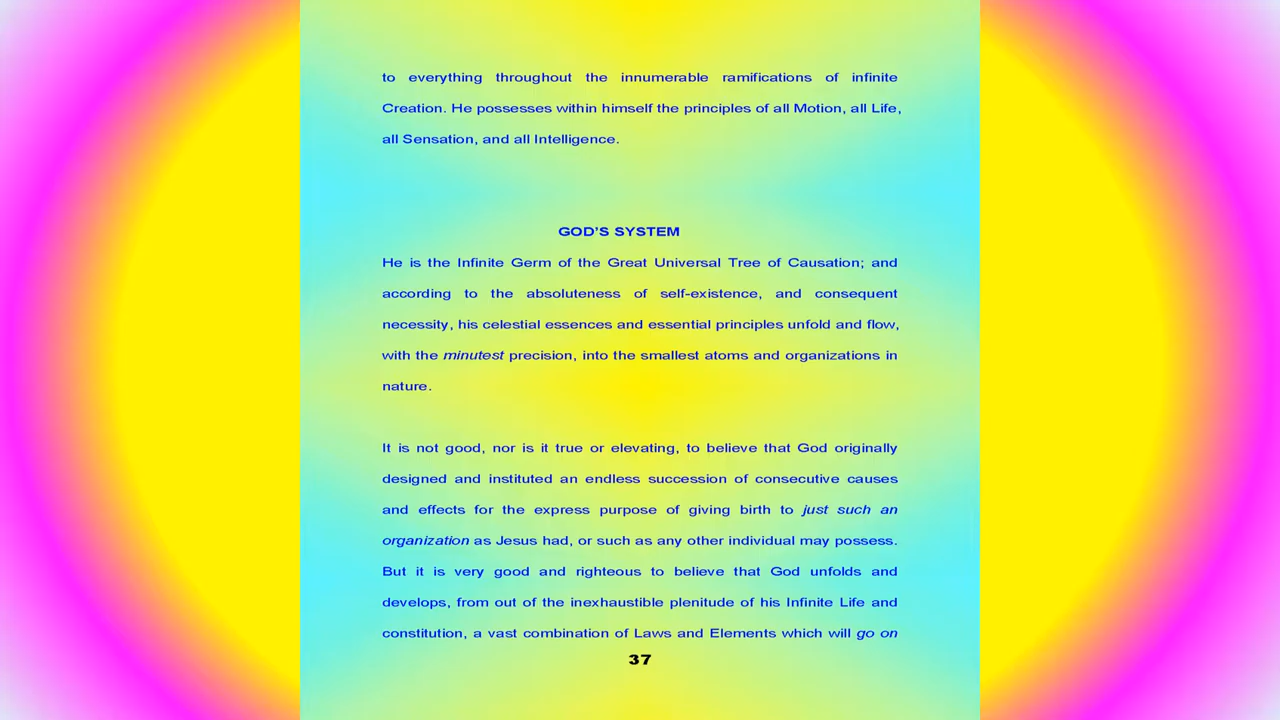 to everything throughout the innumerable ramifications of infinite
Creation. He possesses within himself the principles of all Motion, all Life,
all Sensation, and all Intelligence.
GOD’S SYSTEM
He is the Infinite Germ of the Great Universal Tree of Causation; and
according to the absoluteness of self-existence, and consequent
necessity, his celestial essences and essential principles unfold and flow,
with the minutest precision, into the smallest atoms and organizations in
nature.
It is not good, nor is it true or elevating, to believe that God originally
designed and instituted an endless succession of consecutive causes
and effects for the express purpose of giving birth to just such an
organization as Jesus had, or such as any other individual may possess.
But it is very good and righteous to believe that God unfolds and
develops, from out of the inexhaustible plenitude of his Infinite Life and
constitution, a vast combination of Laws and Elements which will go on
37